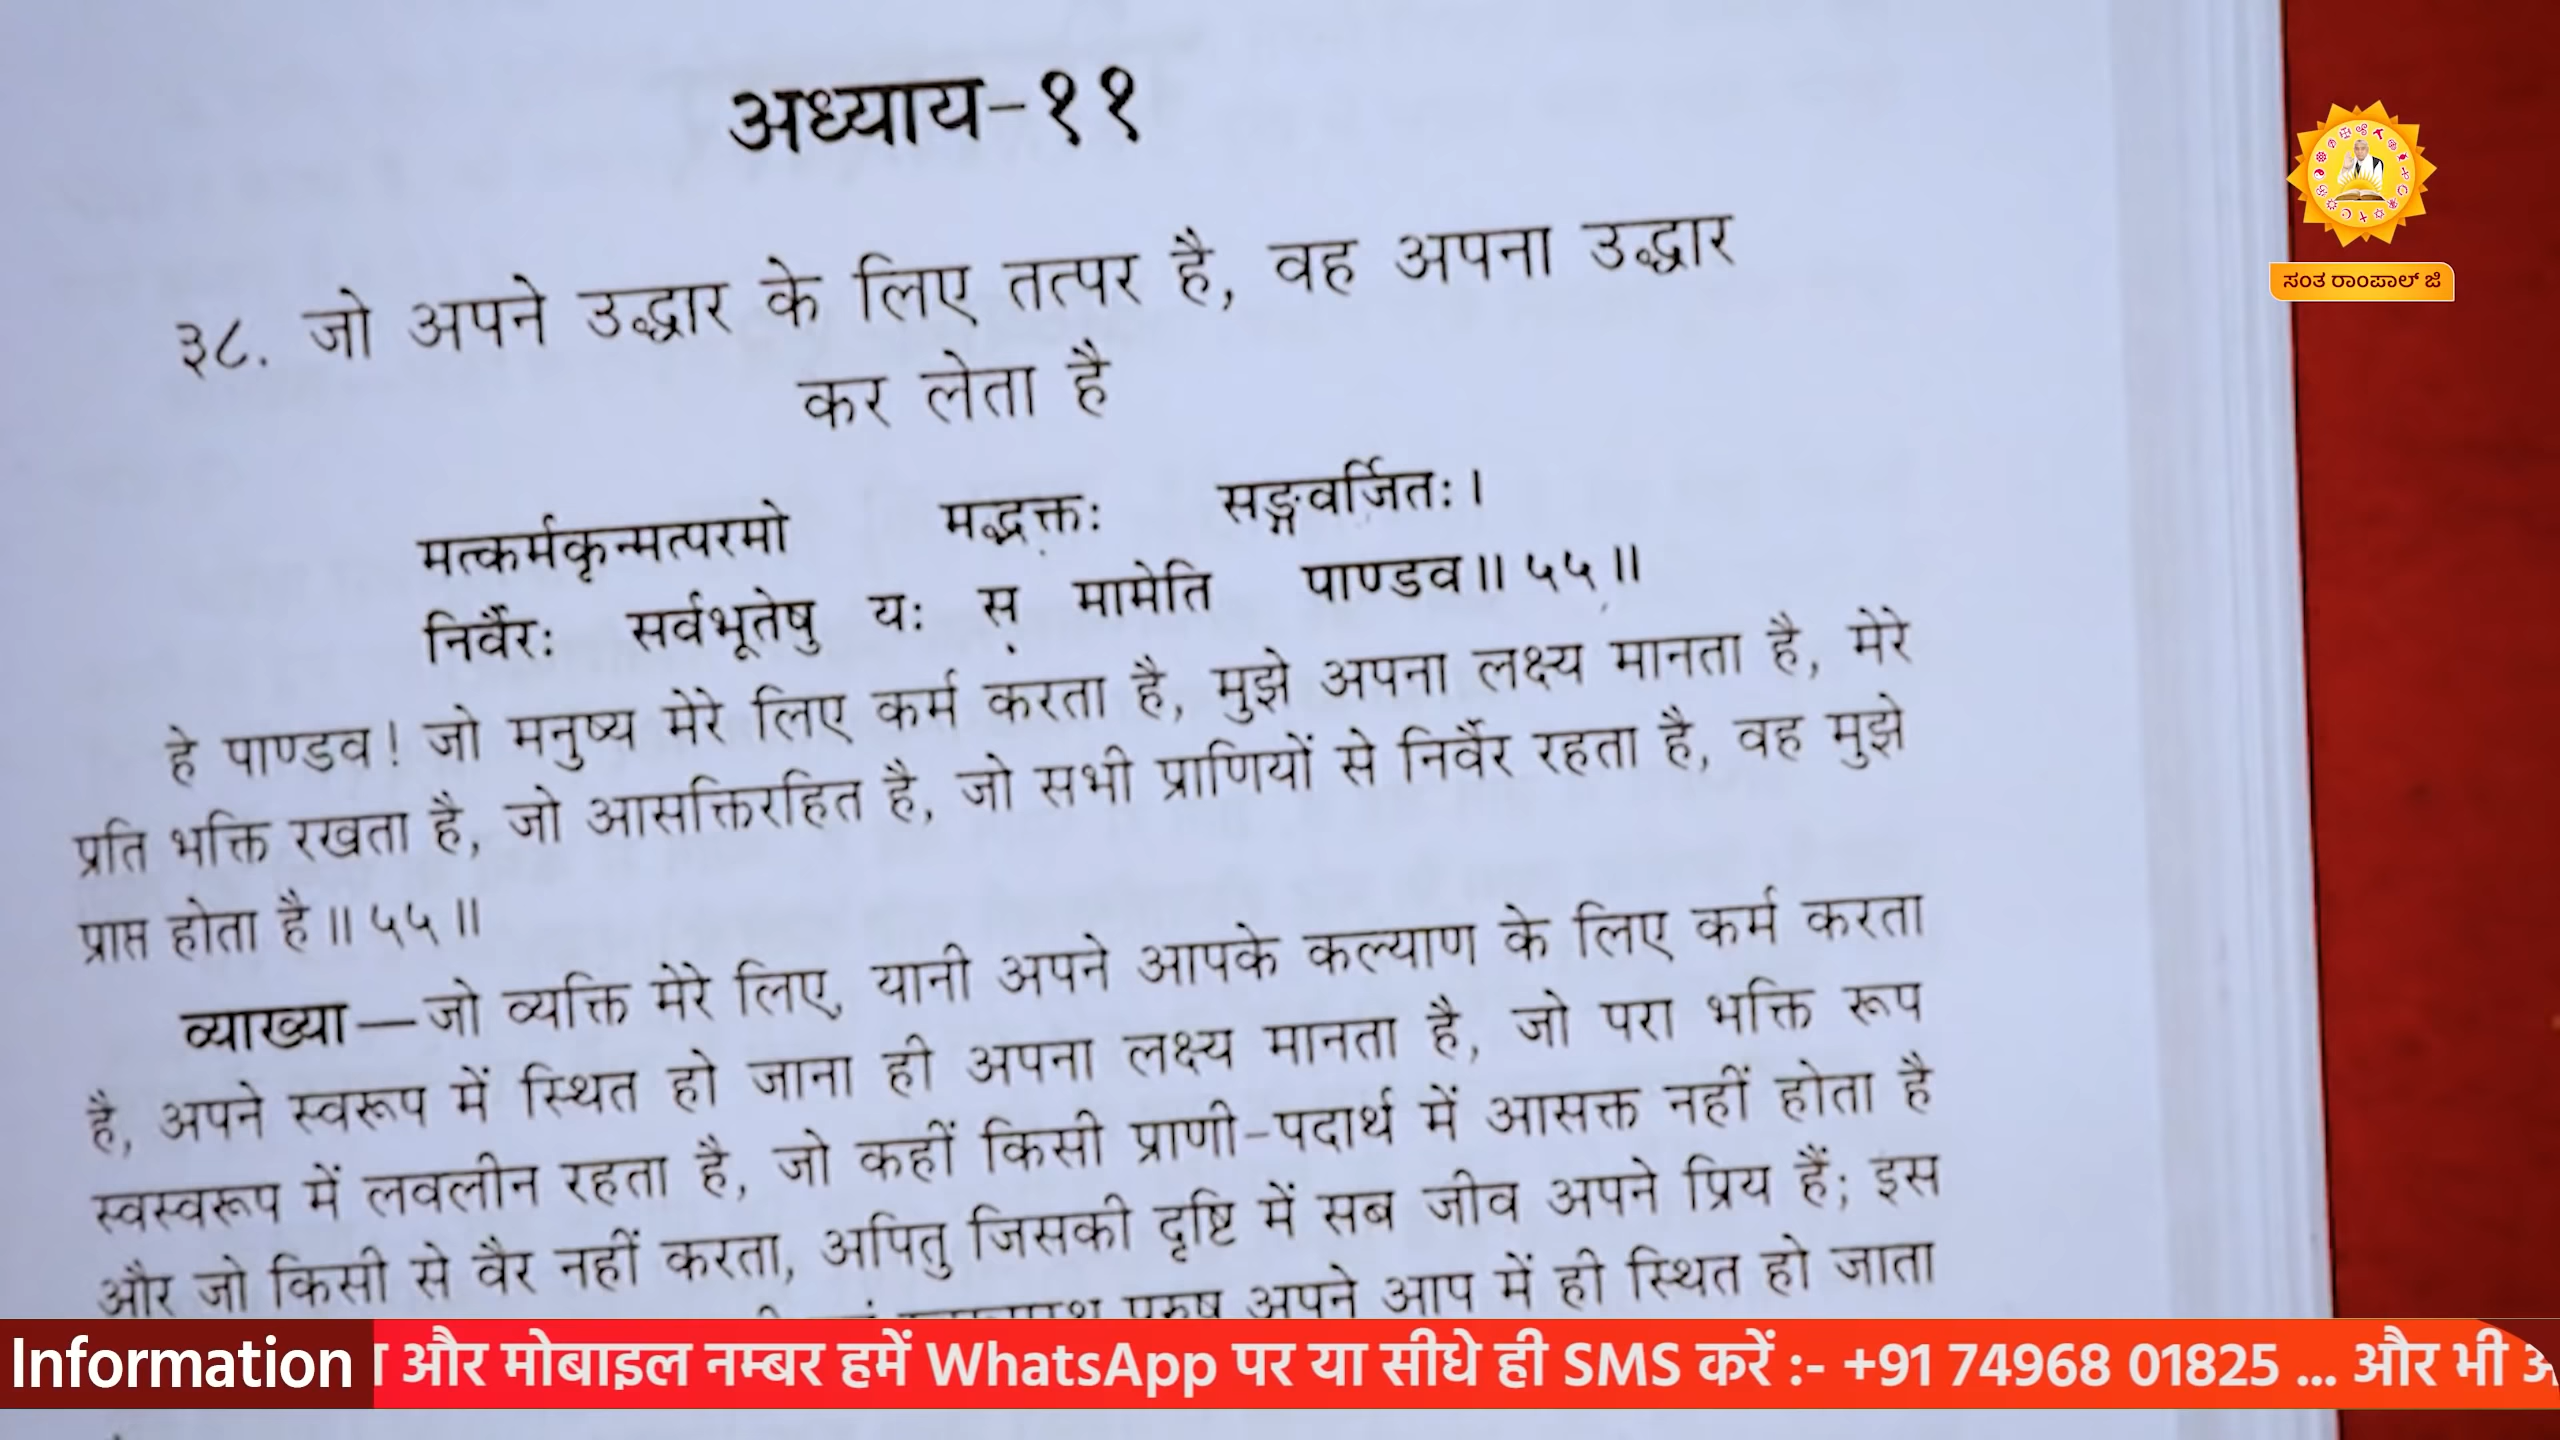 अध्याय-११
३८. जो अपने उद्धार के लिए तत्पर है, वह अपना उद्धार
कर लेता है
मत्कर्मकृन्मत्परमो मद्भक्तः सङ्गवर्जितः।
निर्वैरः सर्वभूतेषु यः स मामेति पाण्डव॥ ५५॥
हे पाण्डव! जो मनुष्य मेरे लिए कर्म करता है, मुझे अपना लक्ष्य मानता है, मेरे
प्रति भक्ति रखता है, जो आसक्तिरहित है, जो सभी प्राणियों से निर्वैर रहता है, वह मुझे
प्राप्त होता है॥ ५५॥
व्याख्या—जो व्यक्ति मेरे लिए, यानी अपने आपके कल्याण के लिए कर्म करता
है, अपने स्वरूप में स्थित हो जाना ही अपना लक्ष्य मानता है, जो परा भक्ति रूप
स्वस्वरूप में लवलीन रहता है, जो कहीं किसी प्राणी-पदार्थ में आसक्त नहीं होता है
और जो किसी से वैर नहीं करता, अपितु जिसकी दृष्टि में सब जीव अपने प्रिय हैं; इस
पुरुष अपने आप में ही स्थित हो जाता
ಸಂತ ರಾಂಪಾಲ್ ಜಿ
Information और मोबाइल नम्बर हमें WhatsApp पर या सीधे ही SMS करें :- +91 74968 01825 ... और भी